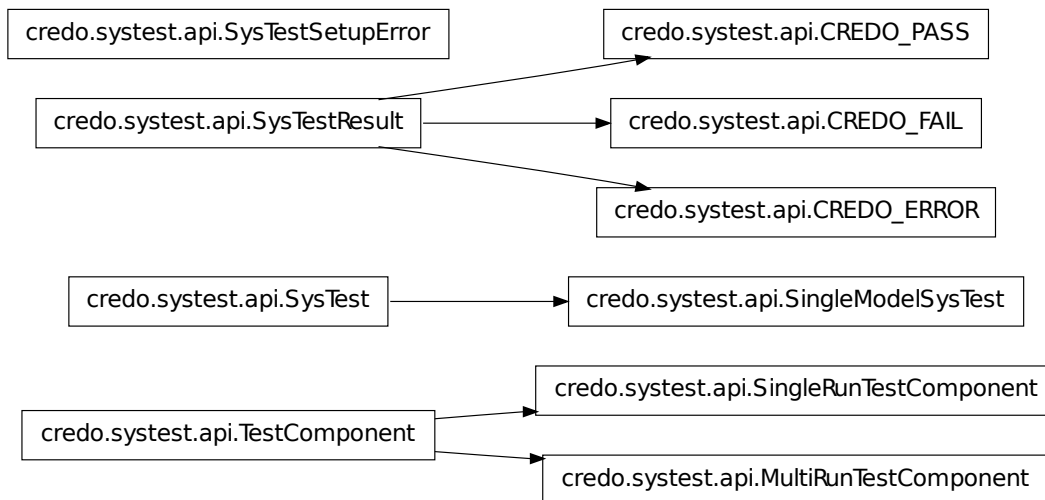 credo.systest.api.SysTestSetupError
credo.systest.api.CREDO_PASS
credo.systest.api.SysTestResult
credo.systest.api.CREDO_FAIL
credo.systest.api.CREDO_ERROR
credo.systest.api.SysTest
credo.systest.api.SingleModelSysTest
credo.systest.api.SingleRunTestComponent
credo.systest.api.TestComponent
credo.systest.api.MultiRunTestComponent